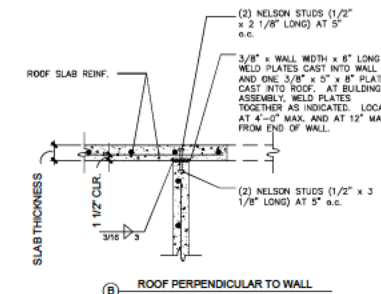 (2) NELSON STUDS (1/2"
x 2 1/8" LONG) AT 5"
o.c.
3/8" x WALL WIDTH x 6" LONG
WELD PLATES CAST INTO WALL
AND ONE 3/8" x 5" x 8" PLAT
CAST INTO ROOF. AT BUILDING
ASSEMBLY, WELD PLATES
TOGETHER AS INDICATED. LOCA
AT 4'-0" MAX. AND AT 12" MA
FROM END OF WALL.
ROOF SLAB REINF.
SLAB THICKNESS
1 1/2" CLR.
3/16 3
(2) NELSON STUDS (1/2" x 3
1/8" LONG) AT 5" o.c.
B ROOF PERPENDICULAR TO WALL